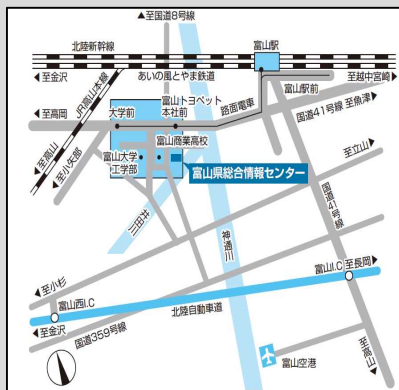 ▲至国道8号線
北陸新幹線
富山駅
◀至金沢
あいの風とやま鉄道
▶至越中宮崎
JR高山本線
富山トヨペット
本社前
路面電車
富山駅前
国道41号線
至魚津▶
◀至高岡
大学前
富山商業高校
至立山▶
◀至高山
◀至小矢部
富山大学
工学部
富山県総合情報センター
国道41号線
神通川
◀至小杉
富山I.C
至長岡▶
富山西I.C
◀至金沢
北陸自動車道
国道359号線
富山空港
至高山▶